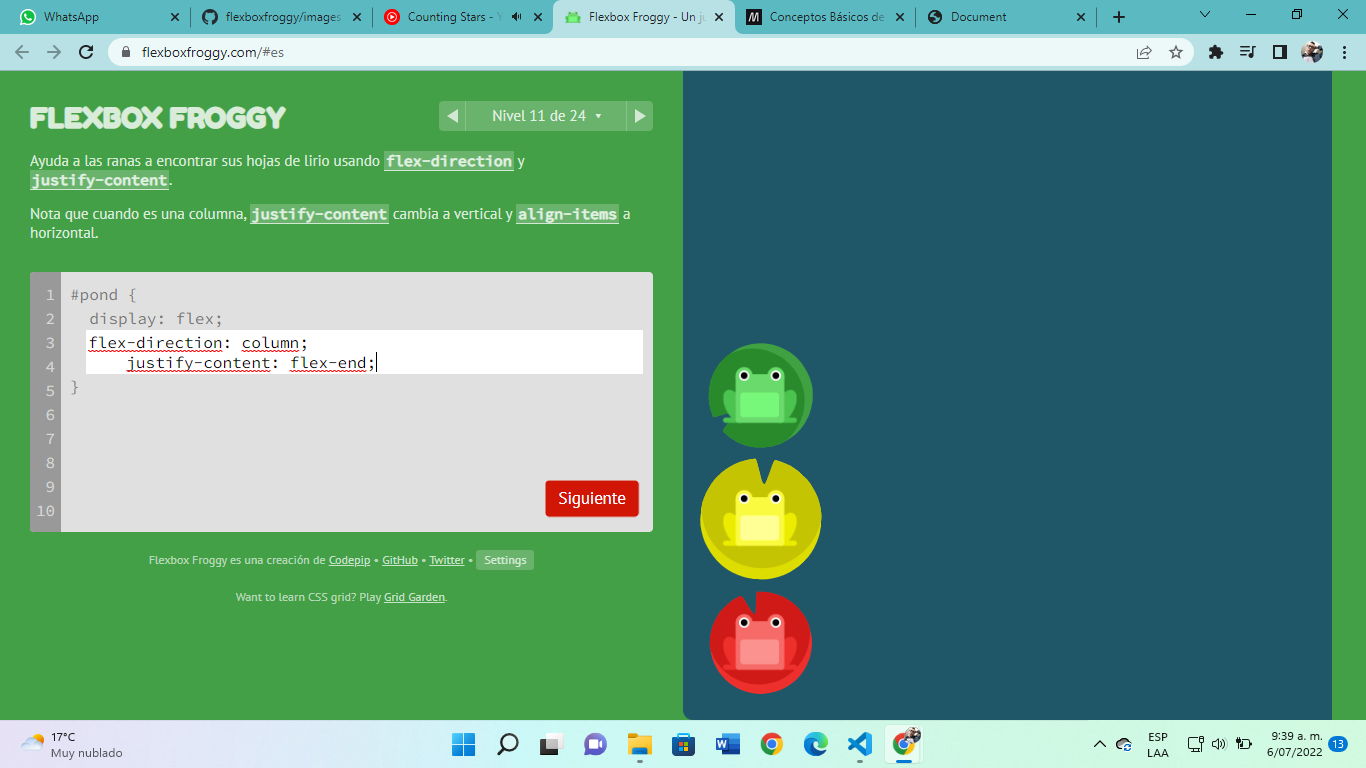 WhatsApp
flexboxfroggy/images
Counting Stars - Y
Flexbox Froggy - Un ju
Conceptos Básicos de
Document
flexboxfroggy.com/#es
FLEXBOX FROGGY
Nivel 11 de 24
Ayuda a las ranas a encontrar sus hojas de lirio usando flex-direction y
justify-content.
Nota que cuando es una columna, justify-content cambia a vertical y align-items a
horizontal.
1 #pond {
2 display: flex;
3 flex-direction: column;
4 justify-content: flex-end;
5 }
6
7
8
9
10
Siguiente
Flexbox Froggy es una creación de Codepip • GitHub • Twitter • Settings
Want to learn CSS grid? Play Grid Garden.
17°C
Muy nublado
ESP
LAA
9:39 a. m.
6/07/2022
13